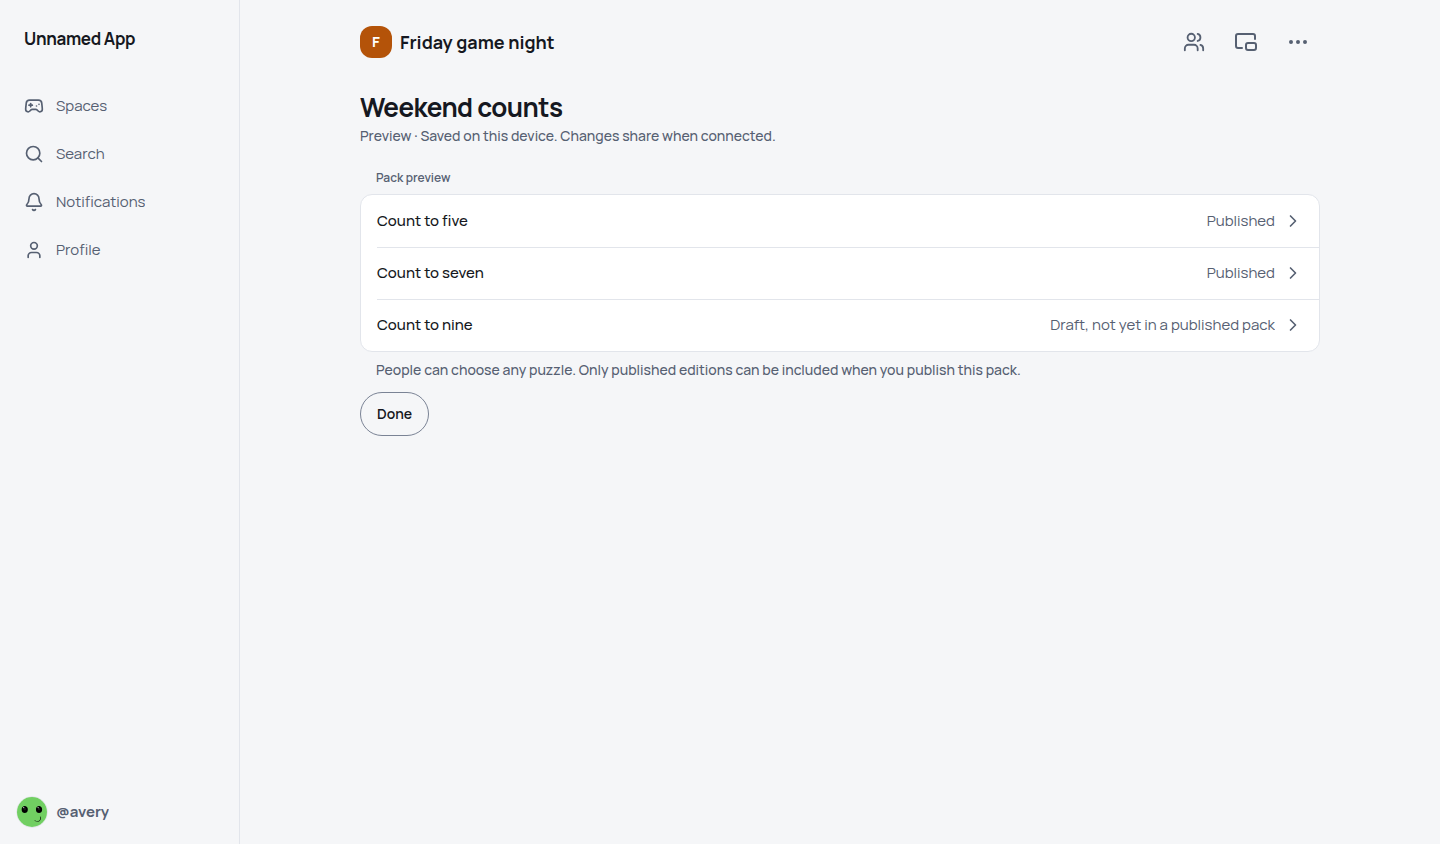 Unnamed App
Spaces
Search
Notifications
Profile
@avery
F
Friday game night
Weekend counts
Preview · Saved on this device. Changes share when connected.
Pack preview
Count to five
Published
Count to seven
Published
Count to nine
Draft, not yet in a published pack
People can choose any puzzle. Only published editions can be included when you publish this pack.
Done